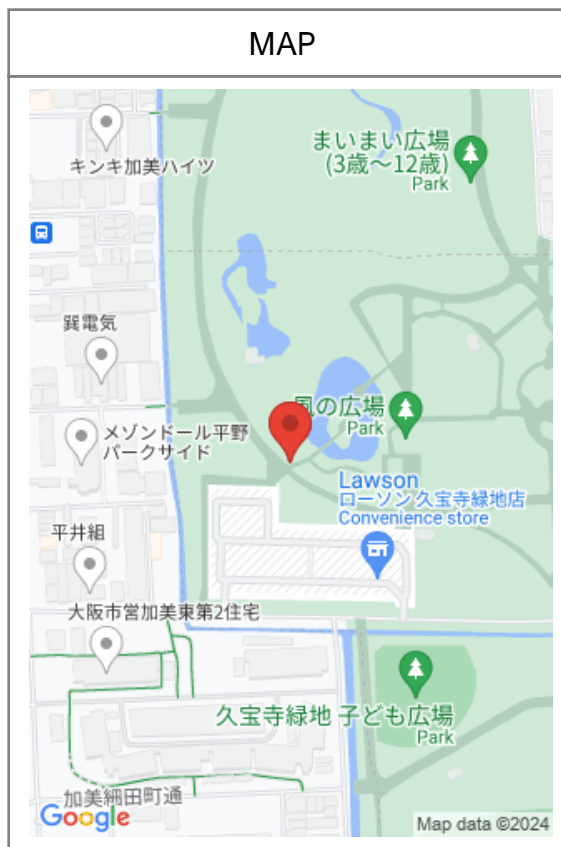 MAP
まいまい広場
(3歳～12歳)
Park
キンキ加美ハイツ
巽電気
風の広場
Park
メゾンドール平野
パークサイド
Lawson
ローソン 久宝寺緑地店
Convenience store
平井組
大阪市営加美東第2住宅
久宝寺緑地 子ども広場
Park
加美細田町通
Google
Map data ©2024